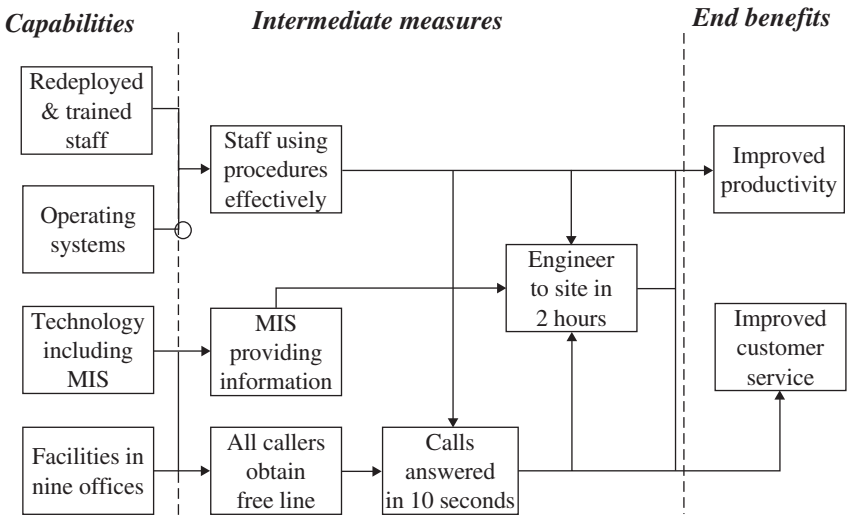 Capabilities
Intermediate measures
End benefits
Redeployed
& trained
staff
Operating
systems
Technology
including
MIS
Facilities in
nine offices
Staff using
procedures
effectively
MIS
providing
information
All callers
obtain
free line
Calls
answered
in 10 seconds
Engineer
to site in
2 hours
Improved
productivity
Improved
customer
service